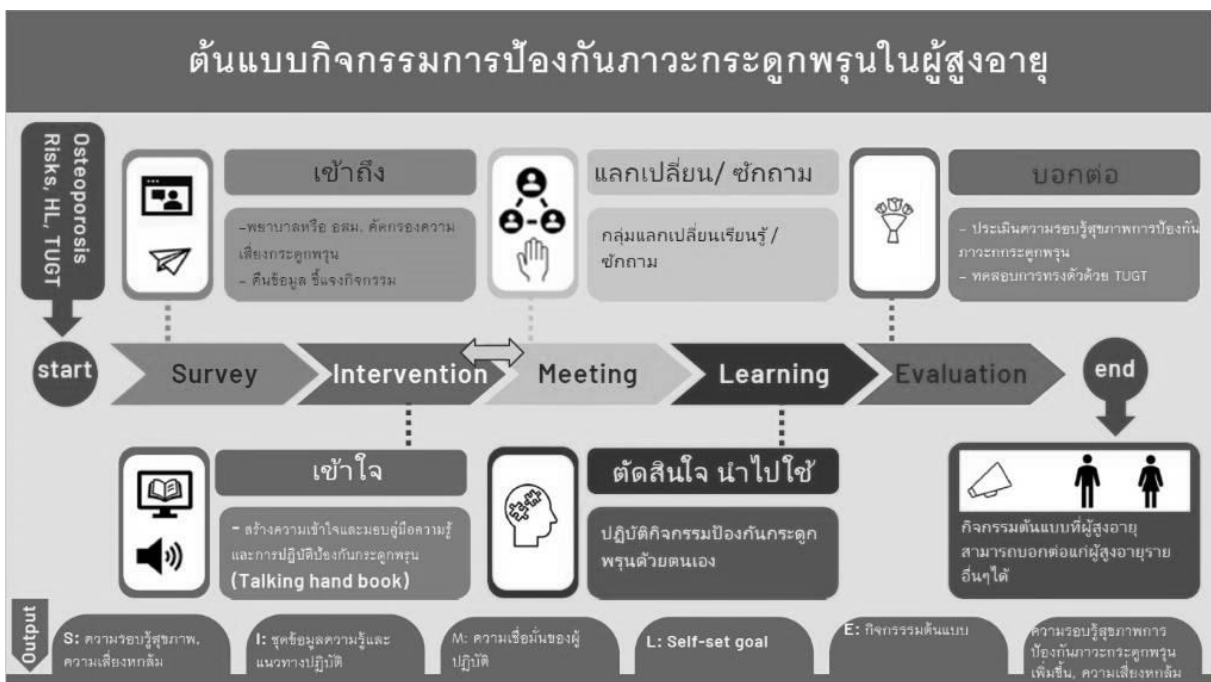 ต้นแบบกิจกรรมการป้องกันภาวะกระดูกพรุนในผู้สูงอายุ
Osteoporosis
Risks, HL, TUGT
เข้าถึง
-พยาบาลหรือ อสม. คัดกรองความ
เสี่ยงกระดูกพรุน
- คืนข้อมูล ชี้แจงกิจกรรม
แลกเปลี่ยน/ ซักถาม
กลุ่มแลกเปลี่ยนเรียนรู้ /
ซักถาม
บอกต่อ
- ประเมินความรอบรู้สุขภาพการป้องกัน
ภาวะกกระดูกพรุน
- ทดสอบการทรงตัวด้วย TUGT
start
Survey
Intervention
Meeting
Learning
Evaluation
end
เข้าใจ
- สร้างความเข้าใจและมอบคู่มือความรู้
และการปฏิบัติป้องกันกระดูกพรุน
(Talking hand book)
ตัดสินใจ นำไปใช้
ปฏิบัติกิจกรรมป้องกันกระดูก
พรุนด้วยตนเอง
กิจกรรมต้นแบบที่ผู้สูงอายุ
สามารถบอกต่อแก่ผู้สูงอายุราย
อื่นๆได้
Output
S: ความรอบรู้สุขภาพ,
ความเสี่ยงหกล้ม
I: ชุดข้อมูลความรู้และ
แนวทางปฏิบัติ
M: ความเชื่อมั่นของผู้
ปฏิบัติ
L: Self-set goal
E: กิจกรรรมต้นแบบ
ความรอบรู้สุขภาพการ
ป้องกันภาวะกระดูกพรุน
เพิ่มขึ้น, ความเสี่ยงหกล้ม